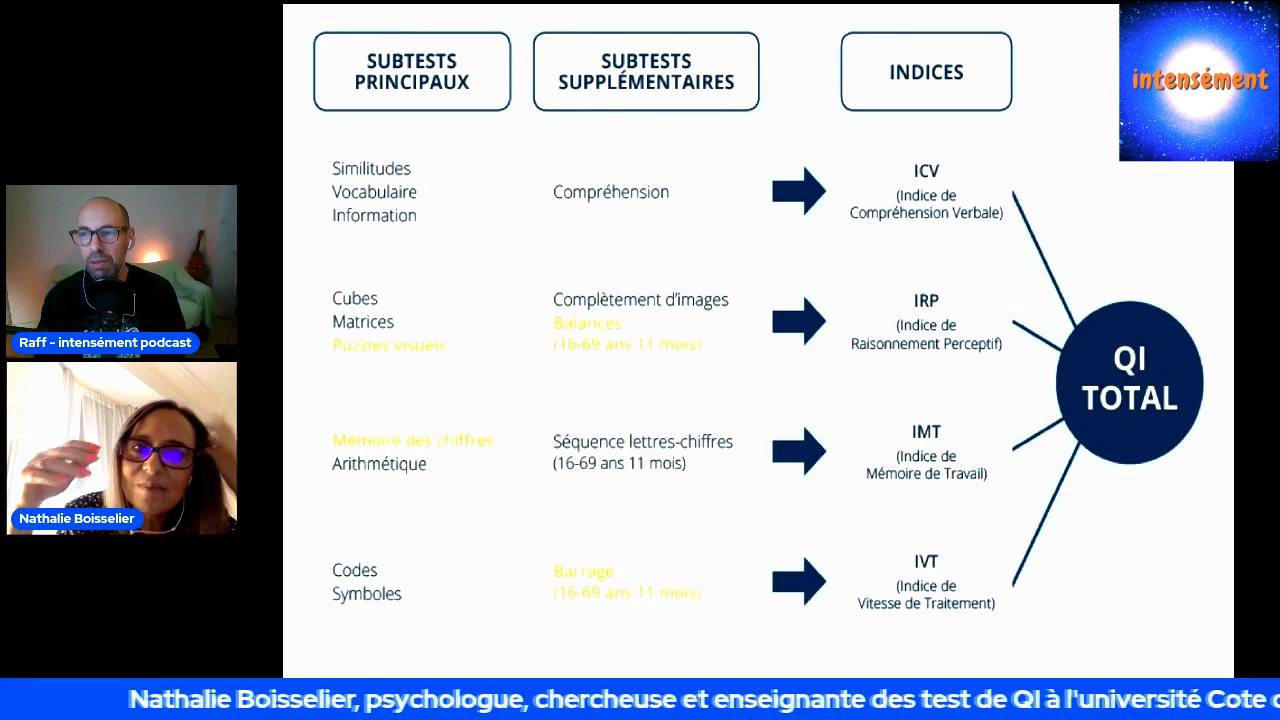 SUBTESTS
PRINCIPAUX
SUBTESTS
SUPPLÉMENTAIRES
INDICES
intensément
Similitudes
Vocabulaire
Information
Compréhension
ICV
(Indice de
Compréhension Verbale)
Cubes
Matrices
Puzzles visuels
Complètement d'images
Balances
(16-69 ans 11 mois)
IRP
(Indice de
Raisonnement Perceptif)
QI
TOTAL
Mémoire des chiffres
Arithmétique
Séquence lettres-chiffres
(16-69 ans 11 mois)
IMT
(Indice de
Mémoire de Travail)
Codes
Symboles
Barrage
(16-69 ans 11 mois)
IVT
(Indice de
Vitesse de Traitement)
Raff - intensément podcast
Nathalie Boisselier
Nathalie Boisselier, psychologue, chercheuse et enseignante des test de QI à l'université Cote